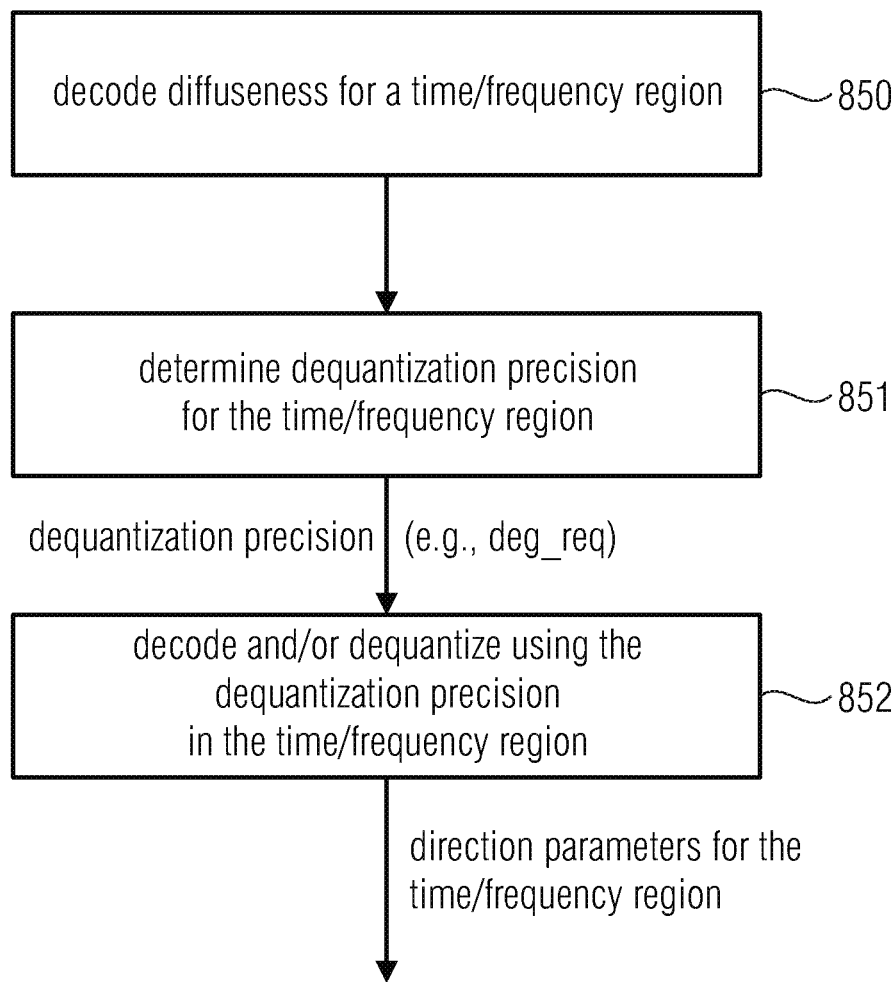 decode diffuseness for a time/frequency region
850
determine dequantization precision
for the time/frequency region
851
dequantization precision (e.g., deg_req)
decode and/or dequantize using the
dequantization precision
in the time/frequency region
852
direction parameters for the
time/frequency region